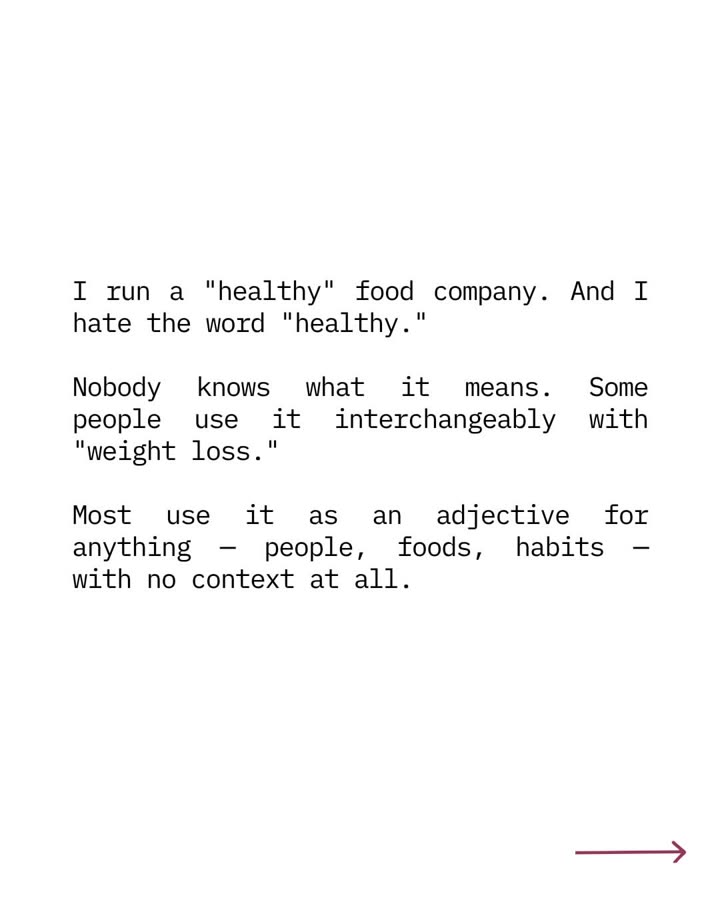 I run a "healthy" food company. And I
hate the word "healthy."
Nobody knows what it means. Some
people use it interchangeably with
"weight loss."
Most use it as an adjective for
anything — people, foods, habits —
with no context at all.